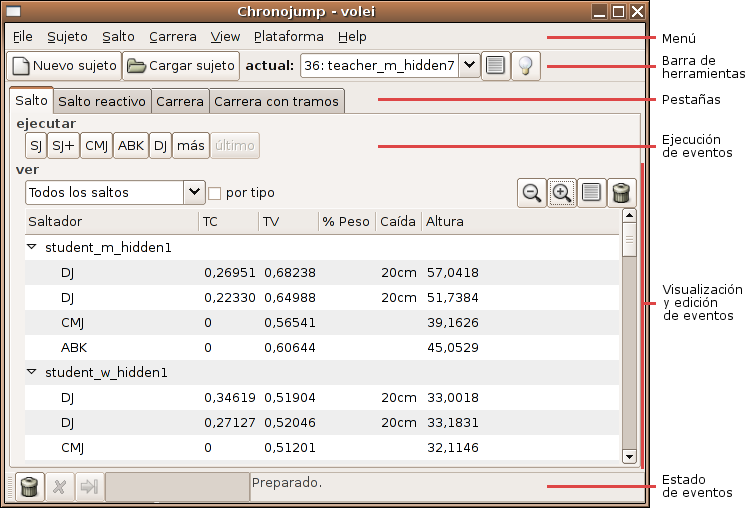 Chronojump - volei
File Sujeto Salto Carrera View Plataforma Help
Menú
Nuevo sujeto Cargar sujeto actual: 36: teacher_m_hidden7
Barra de
herramientas
Salto Salto reactivo Carrera Carrera con tramos
Pestañas
ejecutar
SJ SJ+ CMJ ABK DJ más último
Ejecución
de eventos
ver
Todos los saltos por tipo
Saltador TC TV % Peso Caída Altura
student_m_hidden1
DJ 0,26951 0,68238 20cm 57,0418
DJ 0,22330 0,64988 20cm 51,7384
CMJ 0 0,56541 39,1626
ABK 0 0,60644 45,0529
student_w_hidden1
DJ 0,34619 0,51904 20cm 33,0018
DJ 0,27127 0,52046 20cm 33,1831
CMJ 0 0,51201 32,1146
Visualización
y edición
de eventos
Preparado.
Estado
de eventos